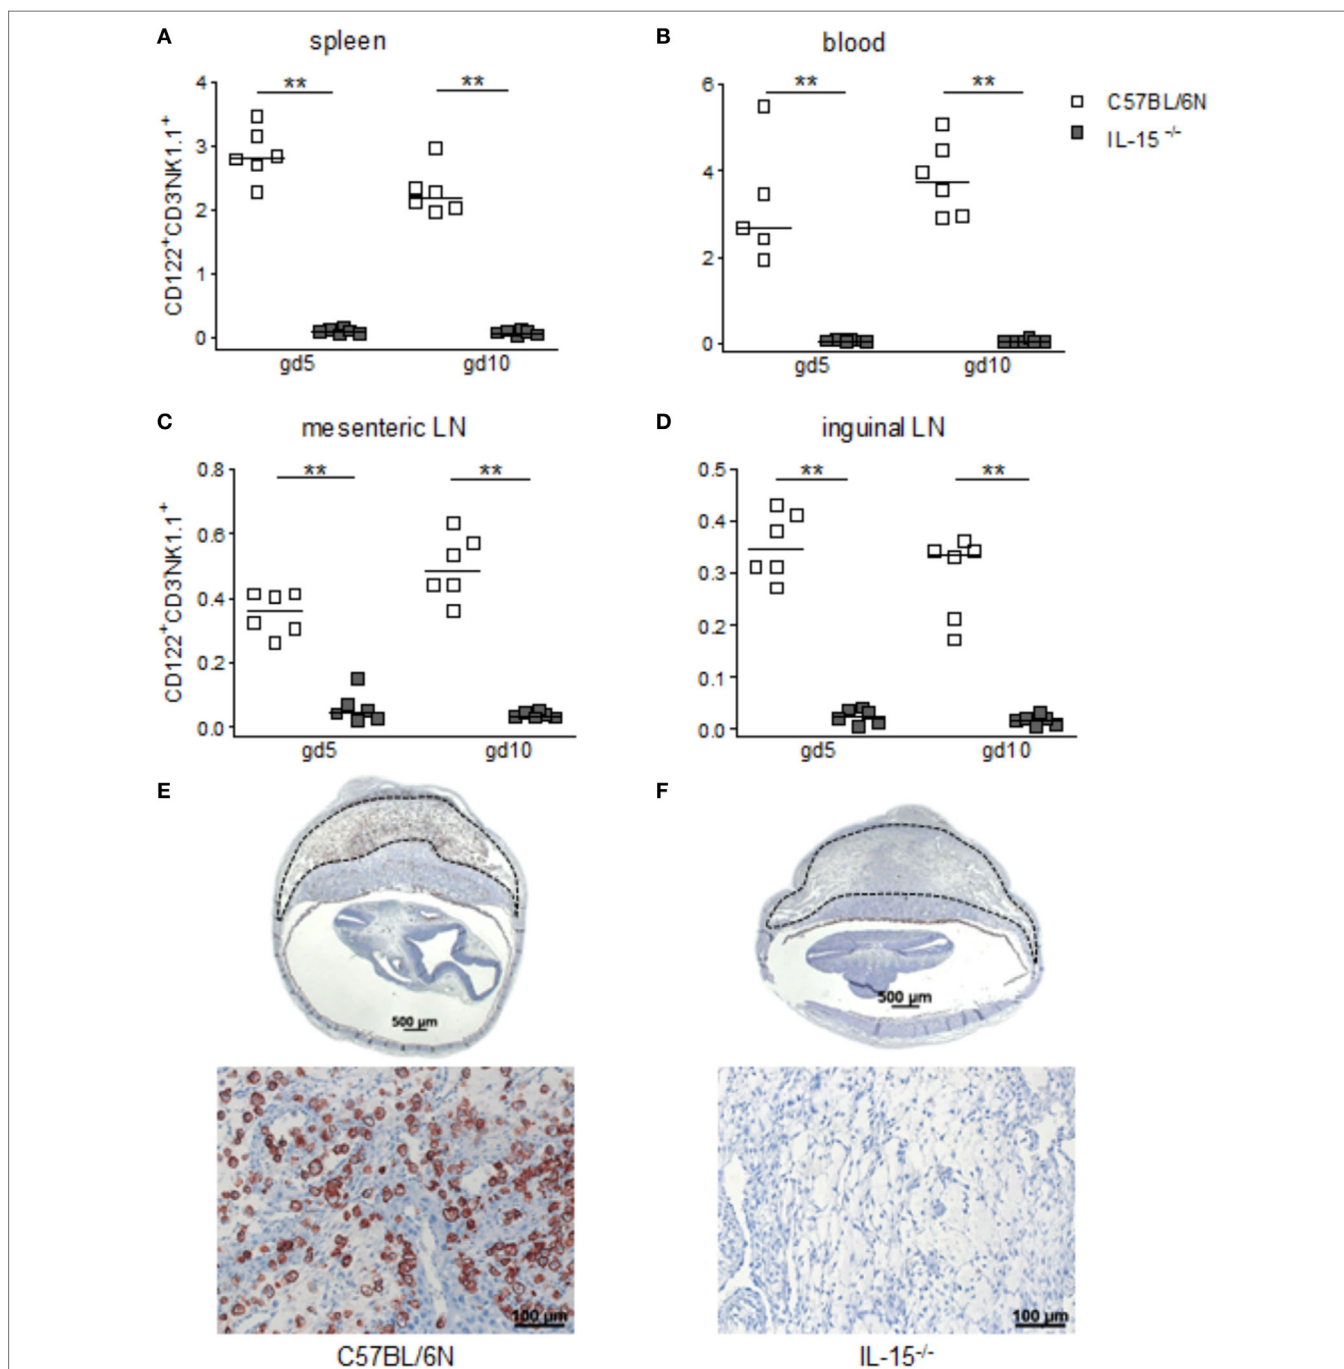 A spleen
CD122+CD3-NK1.1+
4
3
2
1
0
** **
gd5 gd10
B blood
6
4
2
0
** **
gd5 gd10
C57BL/6N
IL-15 -/-
C mesenteric LN
CD122+CD3-NK1.1+
0.8
0.6
0.4
0.2
0.0
** **
gd5 gd10
D inguinal LN
0.5
0.4
0.3
0.2
0.1
0.0
** **
gd5 gd10
E
500 µm
100 µm
C57BL/6N
F
500 µm
100 µm
IL-15-/-